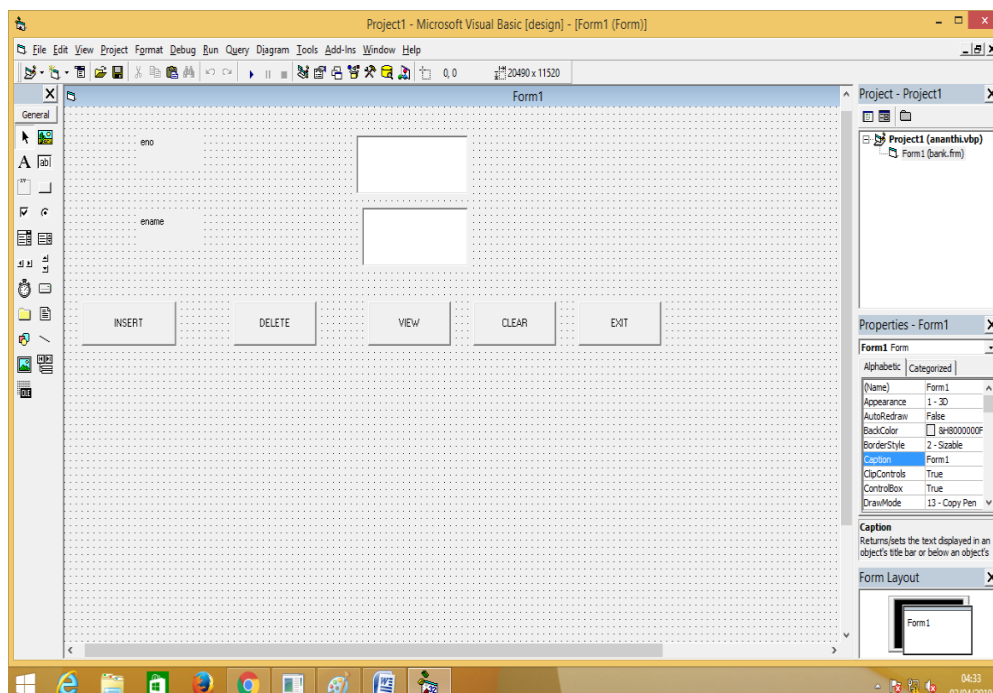 Project1 - Microsoft Visual Basic [design] - [Form1 (Form)]
File Edit View Project Format Debug Run Query Diagram Tools Add-Ins Window Help
0, 0 20490 x 11520
General
Form1
eno
ename
INSERT DELETE VIEW CLEAR EXIT
Project - Project1
Project1 (ananthi.vbp)
Form1 (bank.frm)
Properties - Form1
Form1 Form
Alphabetic Categorized
(Name) Form1
Appearance 1 - 3D
AutoRedraw False
BackColor &H8000000F
BorderStyle 2 - Sizable
Caption Form1
ClipControls True
ControlBox True
DrawMode 13 - Copy Pen
Caption
Returns/sets the text displayed in an
object's title bar or below an object's
Form Layout
Form1
04:33